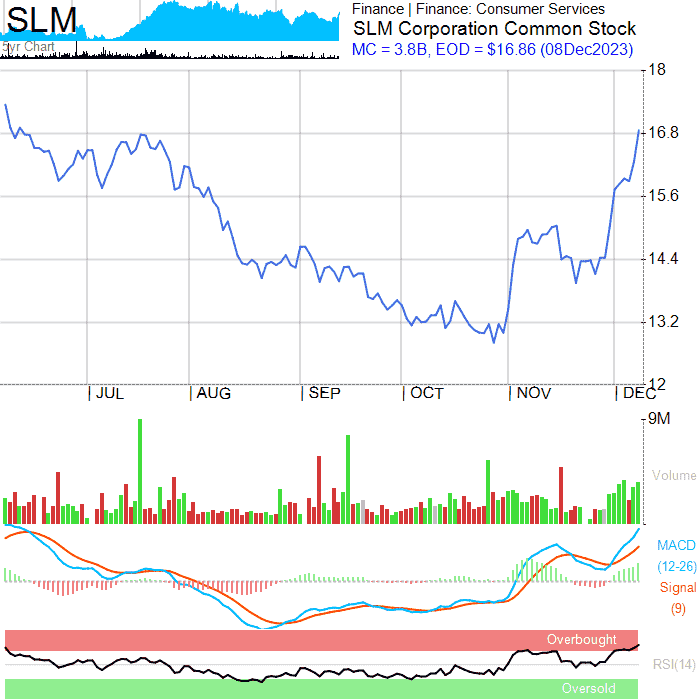 SLM
5yr Chart
Finance | Finance: Consumer Services
SLM Corporation Common Stock
MC = 3.8B, EOD = $16.86 (08Dec2023)
18
16.8
15.6
14.4
13.2
12
JUL
AUG
SEP
OCT
NOV
DEC
9M
Volume
MACD
(12-26)
Signal
(9)
Overbought
RSI(14)
Oversold